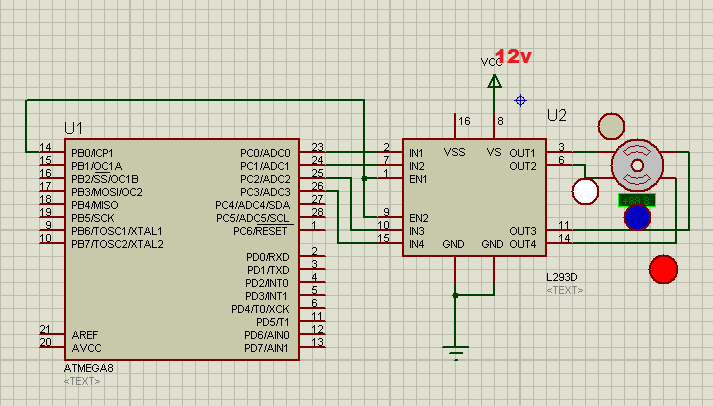 12v
VCC
U2
U1
16
8
14 PB0/ICP1 PC0/ADC0 23
15 PB1/OC1A PC1/ADC1 24
16 PB2/SS/OC1B PC2/ADC2 25
17 PB3/MOSI/OC2 PC3/ADC3 26
18 PB4/MISO PC4/ADC4/SDA 27
19 PB5/SCK PC5/ADC5/SCL 28
9 PB6/TOSC1/XTAL1 PC6/RESET 1
10 PB7/TOSC2/XTAL2
PD0/RXD 2
PD1/TXD 3
PD2/INT0 4
PD3/INT1 5
PD4/T0/XCK 6
PD5/T1 11
21 AREF PD6/AIN0 12
20 AVCC PD7/AIN1 13
ATMEGA8
<TEXT>
2 IN1 VSS VS OUT1 3
7 IN2 OUT2 6
1 EN1
9 EN2
10 IN3 OUT3 11
15 IN4 GND GND OUT4 14
+88.8
L293D
<TEXT>